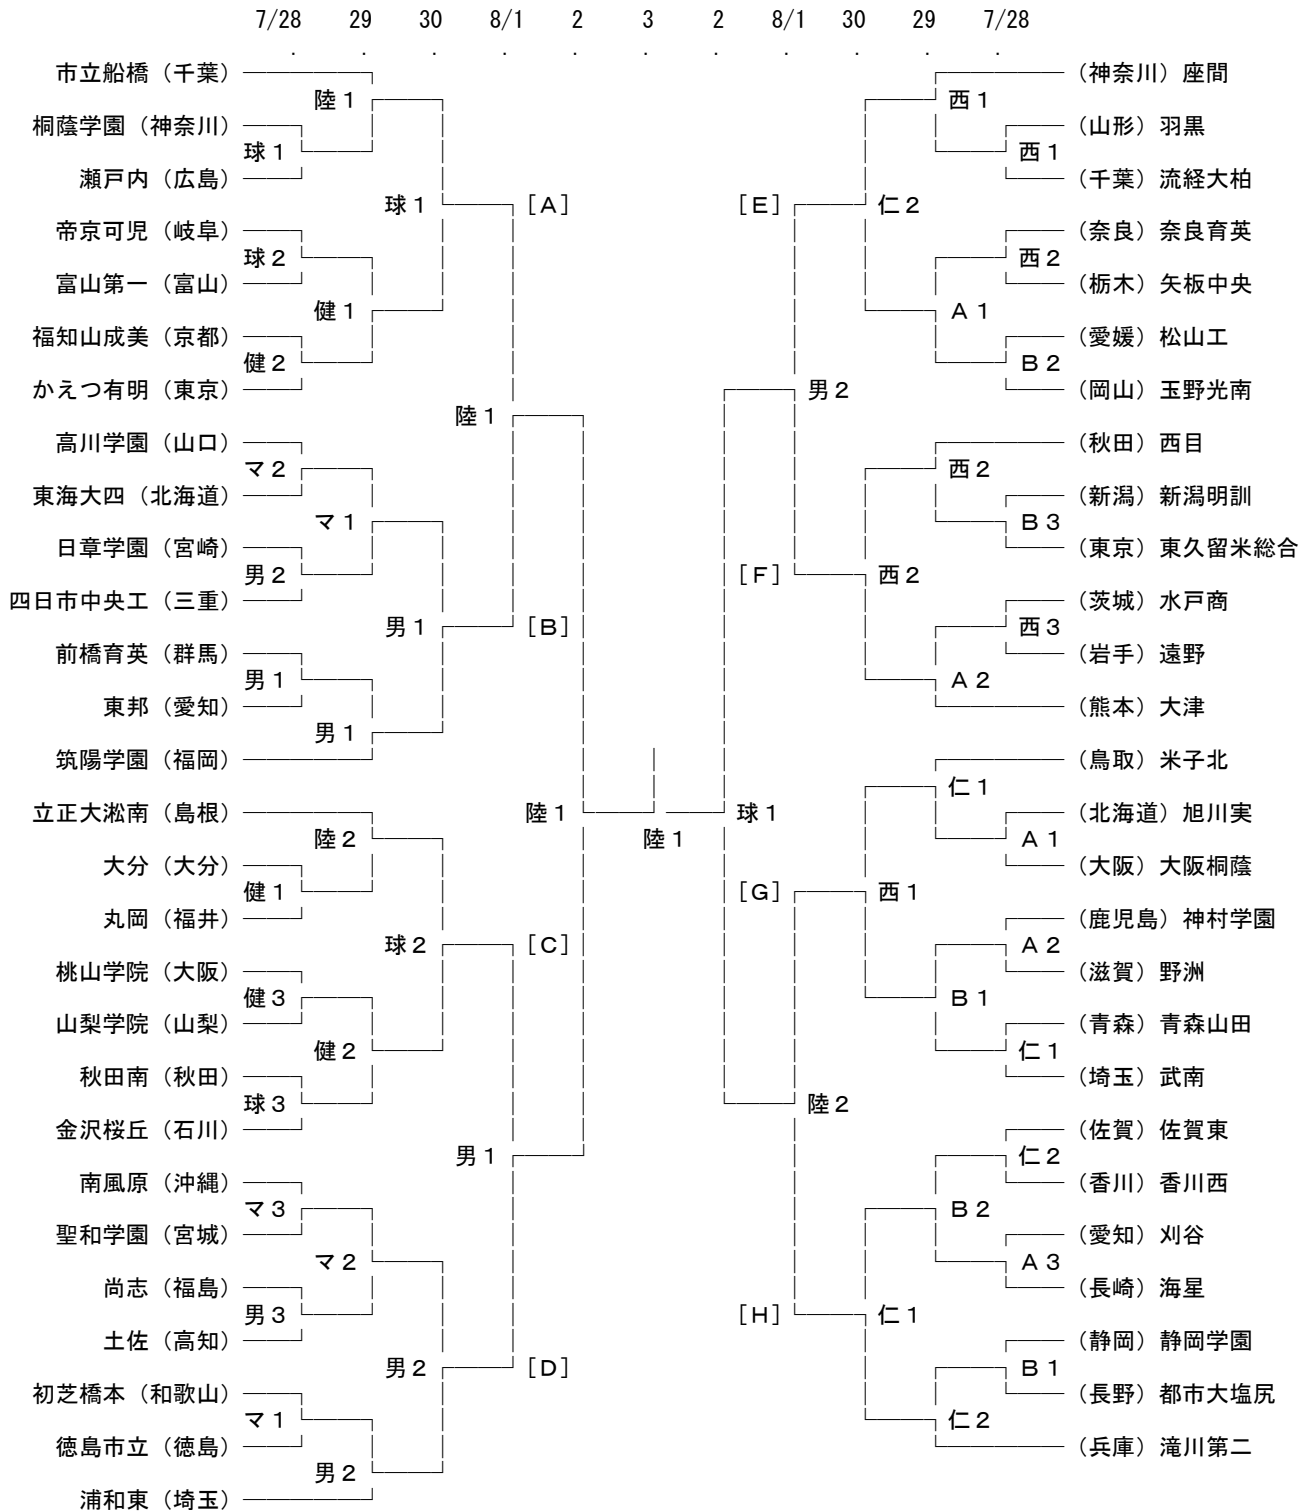 7/28 29 30 8/1 2 3 2 8/1 30 29 7/28
市立船橋（千葉） （神奈川）座間
陸１ 西１
桐蔭学園（神奈川） （山形）羽黒
球１ 西１
瀬戸内（広島） （千葉）流経大柏
球１ ［Ａ］ ［Ｅ］ 仁２
帝京可児（岐阜） （奈良）奈良育英
球２ 西２
富山第一（富山） （栃木）矢板中央
健１ Ａ１
福知山成美（京都） （愛媛）松山工
健２ Ｂ２
かえつ有明（東京） 男２ （岡山）玉野光南
陸１
高川学園（山口） （秋田）西目
マ２ 西２
東海大四（北海道） （新潟）新潟明訓
マ１ Ｂ３
日章学園（宮崎） （東京）東久留米総合
男２ ［Ｆ］ 西２
四日市中央工（三重） （茨城）水戸商
男１ ［Ｂ］ 西３
前橋育英（群馬） （岩手）遠野
男１ Ａ２
東邦（愛知） （熊本）大津
男１
筑陽学園（福岡） （鳥取）米子北
仁１
立正大淞南（島根） 陸１ 球１ （北海道）旭川実
陸２ 陸１ Ａ１
大分（大分） （大阪）大阪桐蔭
健１ ［Ｇ］ 西１
丸岡（福井） （鹿児島）神村学園
球２ ［Ｃ］ Ａ２
桃山学院（大阪） （滋賀）野洲
健３ Ｂ１
山梨学院（山梨） （青森）青森山田
健２ 仁１
秋田南（秋田） （埼玉）武南
球３ 陸２
金沢桜丘（石川） （佐賀）佐賀東
男１ 仁２
南風原（沖縄） （香川）香川西
マ３ Ｂ２
聖和学園（宮城） （愛知）刈谷
マ２ Ａ３
尚志（福島） （長崎）海星
男３ ［Ｈ］ 仁１
土佐（高知） （静岡）静岡学園
男２ ［Ｄ］ Ｂ１
初芝橋本（和歌山） （長野）都市大塩尻
マ１ 仁２
徳島市立（徳島） （兵庫）滝川第二
男２
浦和東（埼玉）